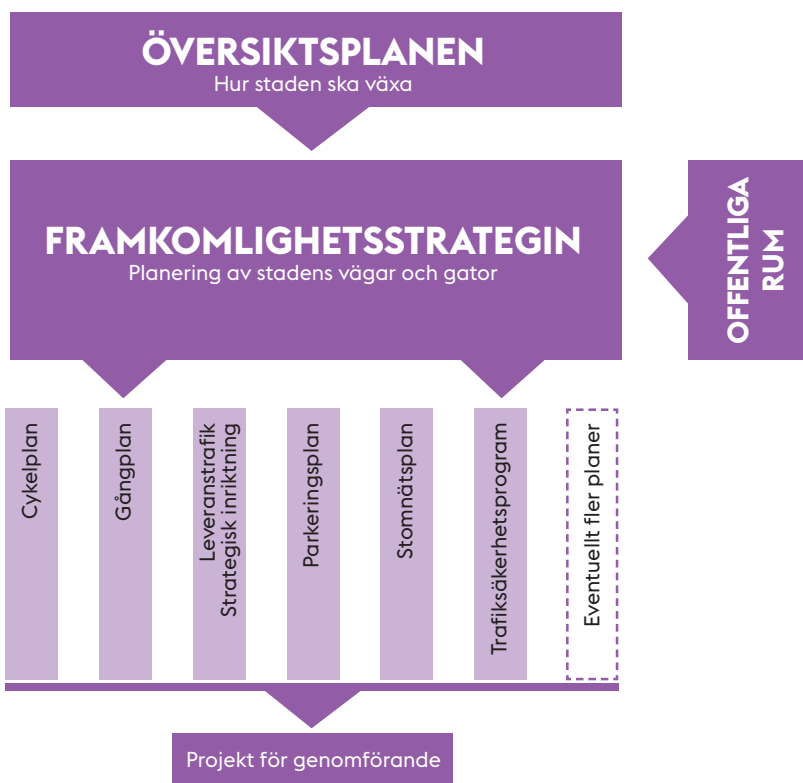 ÖVERSIKTSPLANEN
Hur staden ska växa
FRAMKOMLIGHETSSTRATEGIN
Planering av stadens vägar och gator
OFFENTLIGA
RUM
Cykelplan
Gångplan
Leveranstrafik
Strategisk inriktning
Parkeringsplan
Stomnätsplan
Trafiksäkerhetsprogram
Eventuellt fler planer
Projekt för genomförande